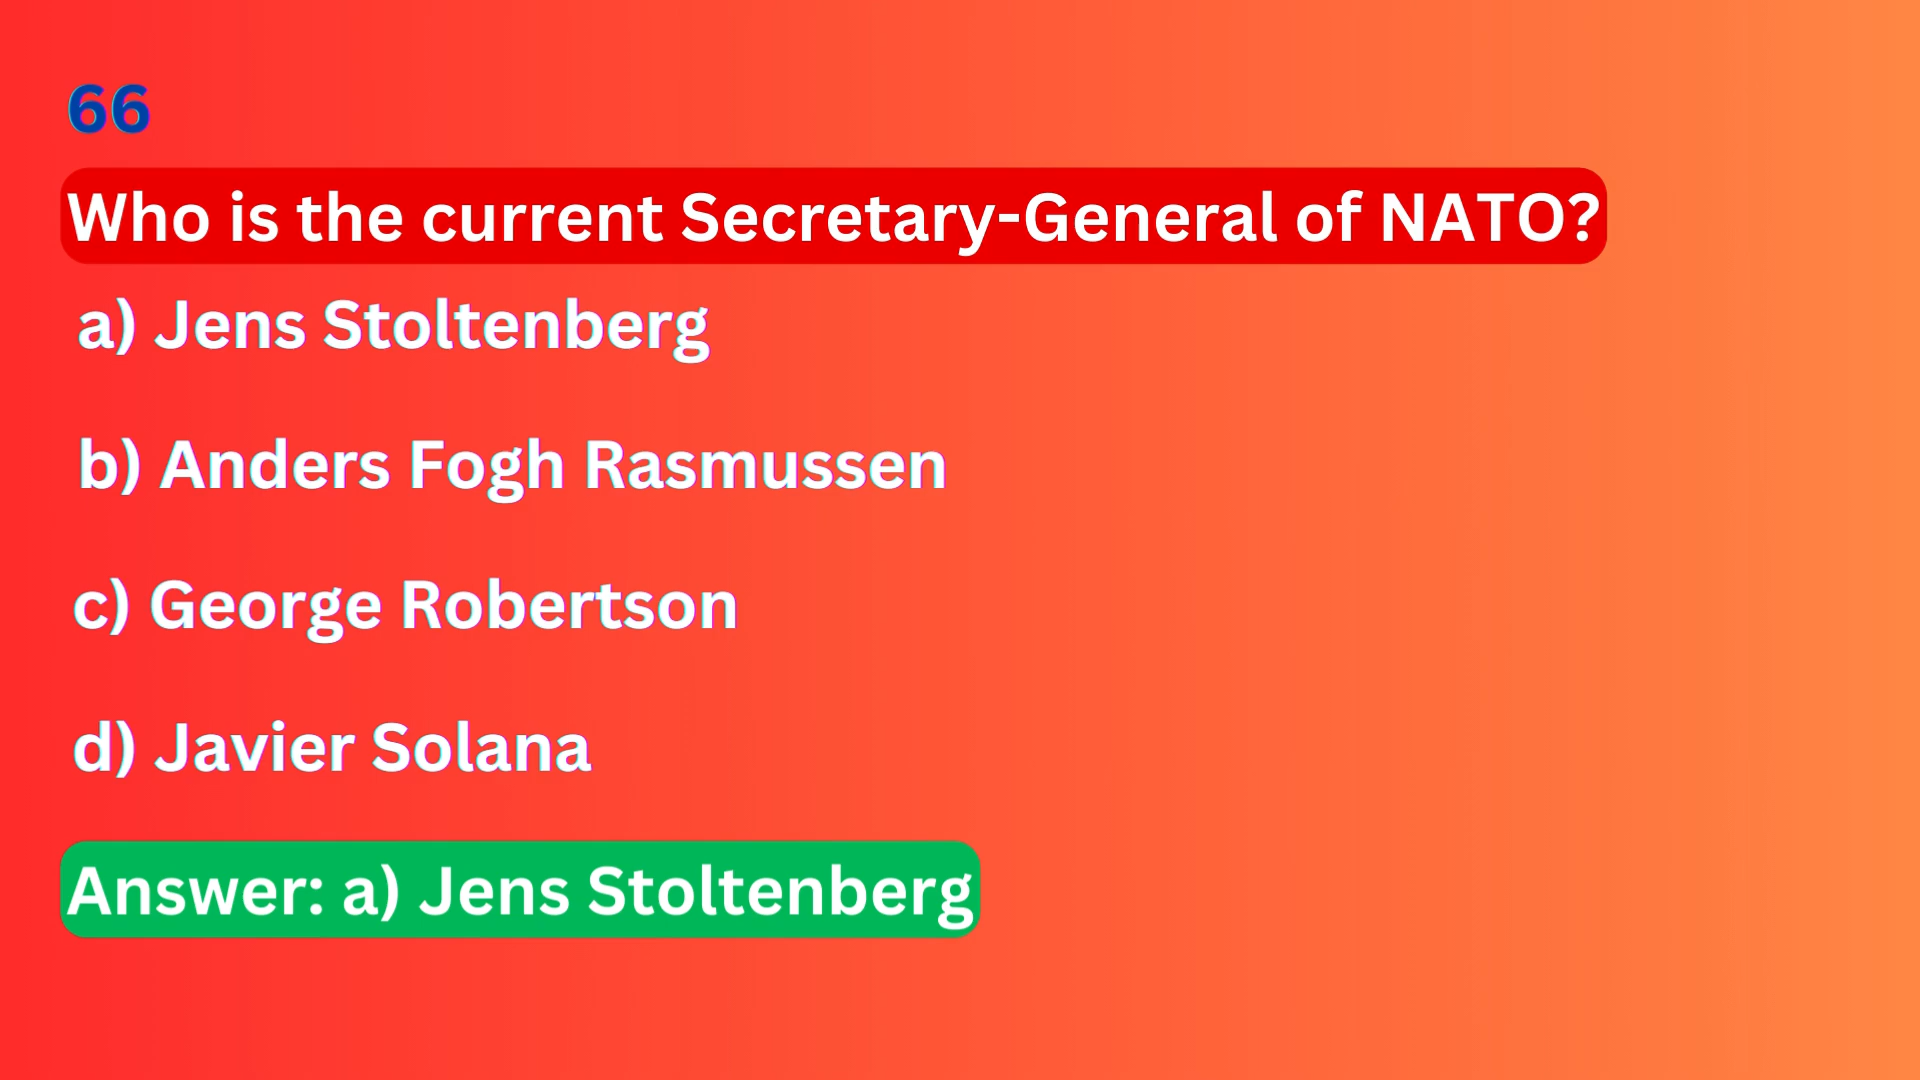 66
Who is the current Secretary-General of NATO?
a) Jens Stoltenberg
b) Anders Fogh Rasmussen
c) George Robertson
d) Javier Solana
Answer: a) Jens Stoltenberg